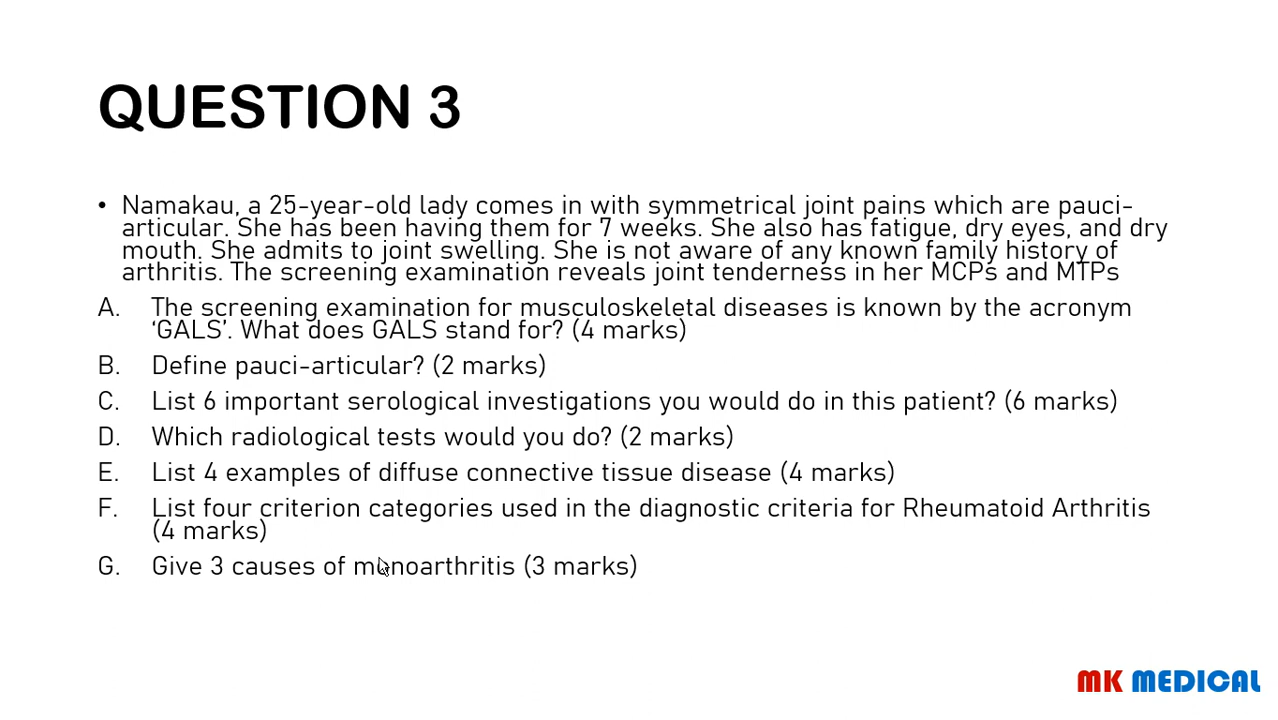 QUESTION 3
• Namakau, a 25-year-old lady comes in with symmetrical joint pains which are pauci-
articular. She has been having them for 7 weeks. She also has fatigue, dry eyes, and dry
mouth. She admits to joint swelling. She is not aware of any known family history of
arthritis. The screening examination reveals joint tenderness in her MCPs and MTPs
A. The screening examination for musculoskeletal diseases is known by the acronym
‘GALS’. What does GALS stand for? (4 marks)
B. Define pauci-articular? (2 marks)
C. List 6 important serological investigations you would do in this patient? (6 marks)
D. Which radiological tests would you do? (2 marks)
E. List 4 examples of diffuse connective tissue disease (4 marks)
F. List four criterion categories used in the diagnostic criteria for Rheumatoid Arthritis
(4 marks)
G. Give 3 causes of monoarthritis (3 marks)
MK MEDICAL